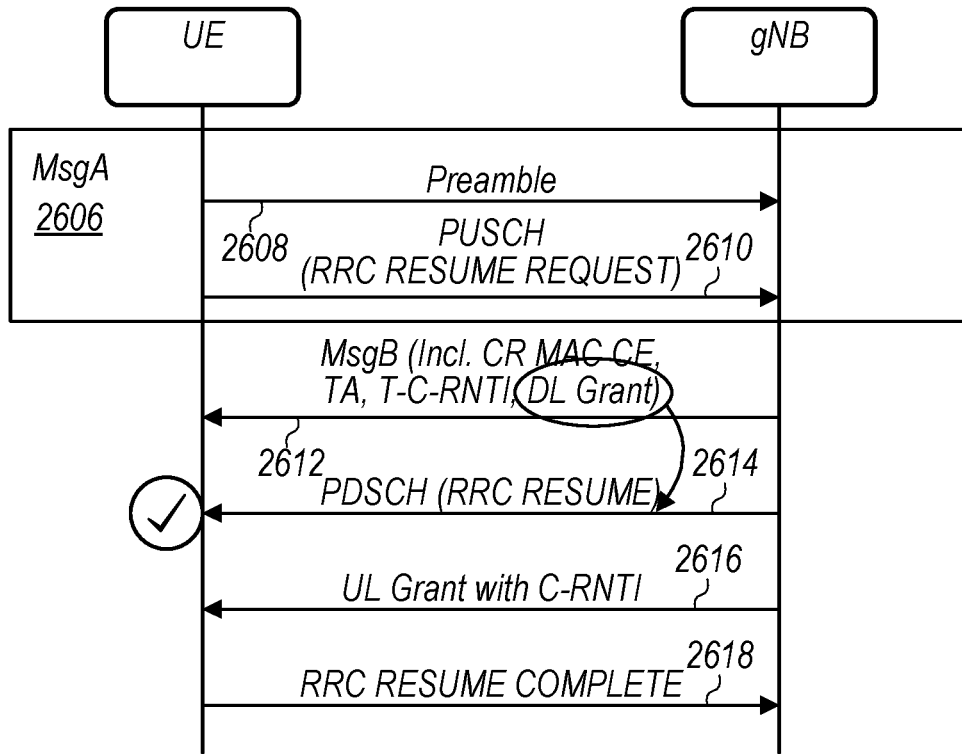 UE
gNB
MsgA
2606
Preamble
2608
PUSCH
(RRC RESUME REQUEST)
2610
MsgB (Incl. CR MAC CE,
TA, T-C-RNTI, DL Grant)
2612
2614
PDSCH (RRC RESUME)
2616
UL Grant with C-RNTI
2618
RRC RESUME COMPLETE